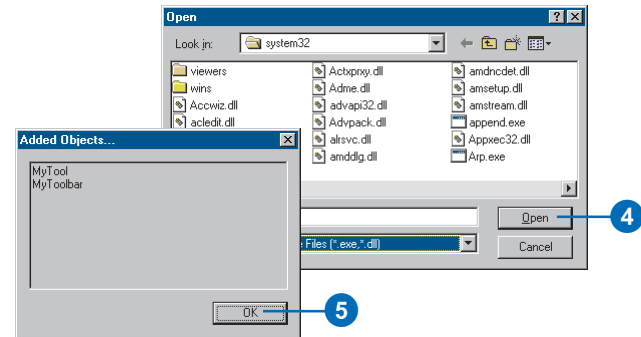 Open
Look in: system32
viewers
wins
Accwiz.dll
acledit.dll
Actxprxy.dll
Adme.dll
advapi32.dll
Advpack.dll
alrsvc.dll
amddlg.dll
amdncdet.dll
amsetup.dll
amstream.dll
append.exe
Appxec32.dll
Arp.exe
Open
4
Files (*.exe,*.dll)
Cancel
Added Objects...
MyTool
MyToolbar
OK
5